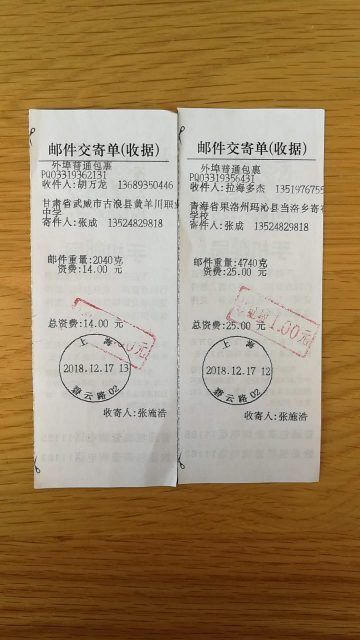 邮件交寄单(收据)
外埠普通包裹
PQ03319362131
收件人:胡万龙 13689350446
甘肃省武威市古浪县黄羊川职业
中学
寄件人:张成 13524829818
邮件重量:2040克
资费:14.00 元
总资费:14.00 元
上海
2018.12.17 13
碧云路02
收寄人:张施浩
邮件交寄单(收据)
外埠普通包裹
PQ03319356431
收件人:拉海多杰 1351976755
青海省果洛州玛沁县当洛乡寄宿
学校
寄件人:张成 13524829818
邮件重量:4740克
资费:25.00 元
1.00元
总资费:25.00 元
上海
2018.12.17 12
碧云路02
收寄人:张施浩